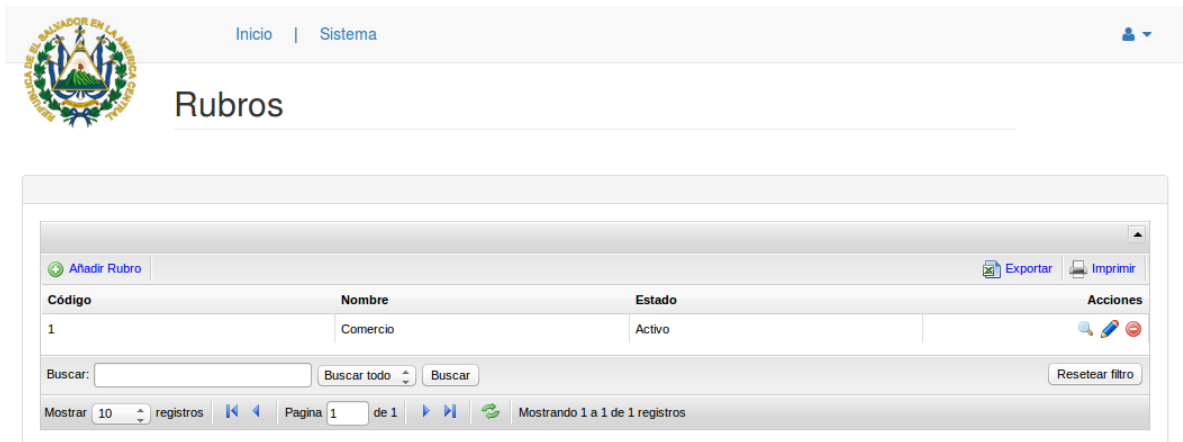 REPUBLICA DE EL SALVADOR EN LA AMERICA CENTRAL
Inicio | Sistema
Rubros
Añadir Rubro Exportar Imprimir
Código Nombre Estado Acciones
1 Comercio Activo
Buscar: Buscar todo Buscar Resetear filtro
Mostrar 10 registros Pagina 1 de 1 Mostrando 1 a 1 de 1 registros